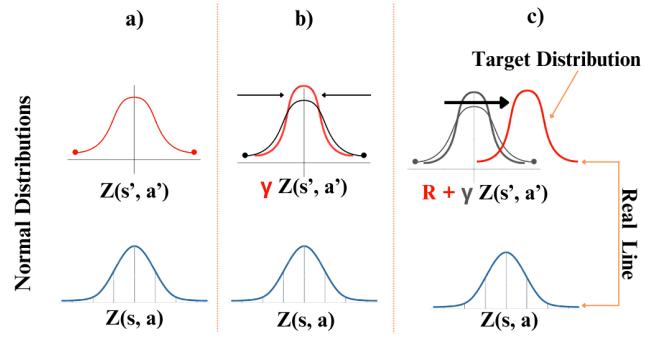 a)
b)
c)
Target Distribution
Normal Distributions
Z(s’, a’)
γ Z(s’, a’)
R + γ Z(s’, a’)
Real Line
Z(s, a)
Z(s, a)
Z(s, a)